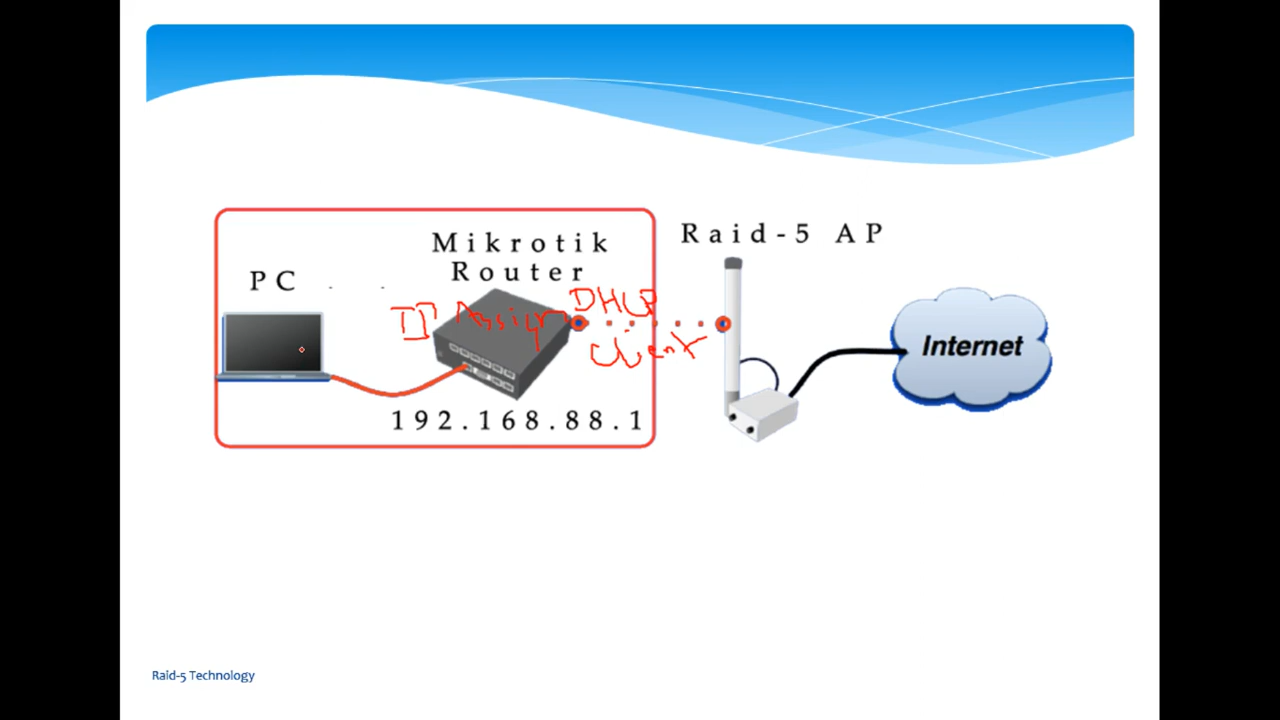 Mikrotik
Router
Raid-5 AP
PC
DHCP
IP Assign
Client
Internet
192.168.88.1
Raid-5 Technology